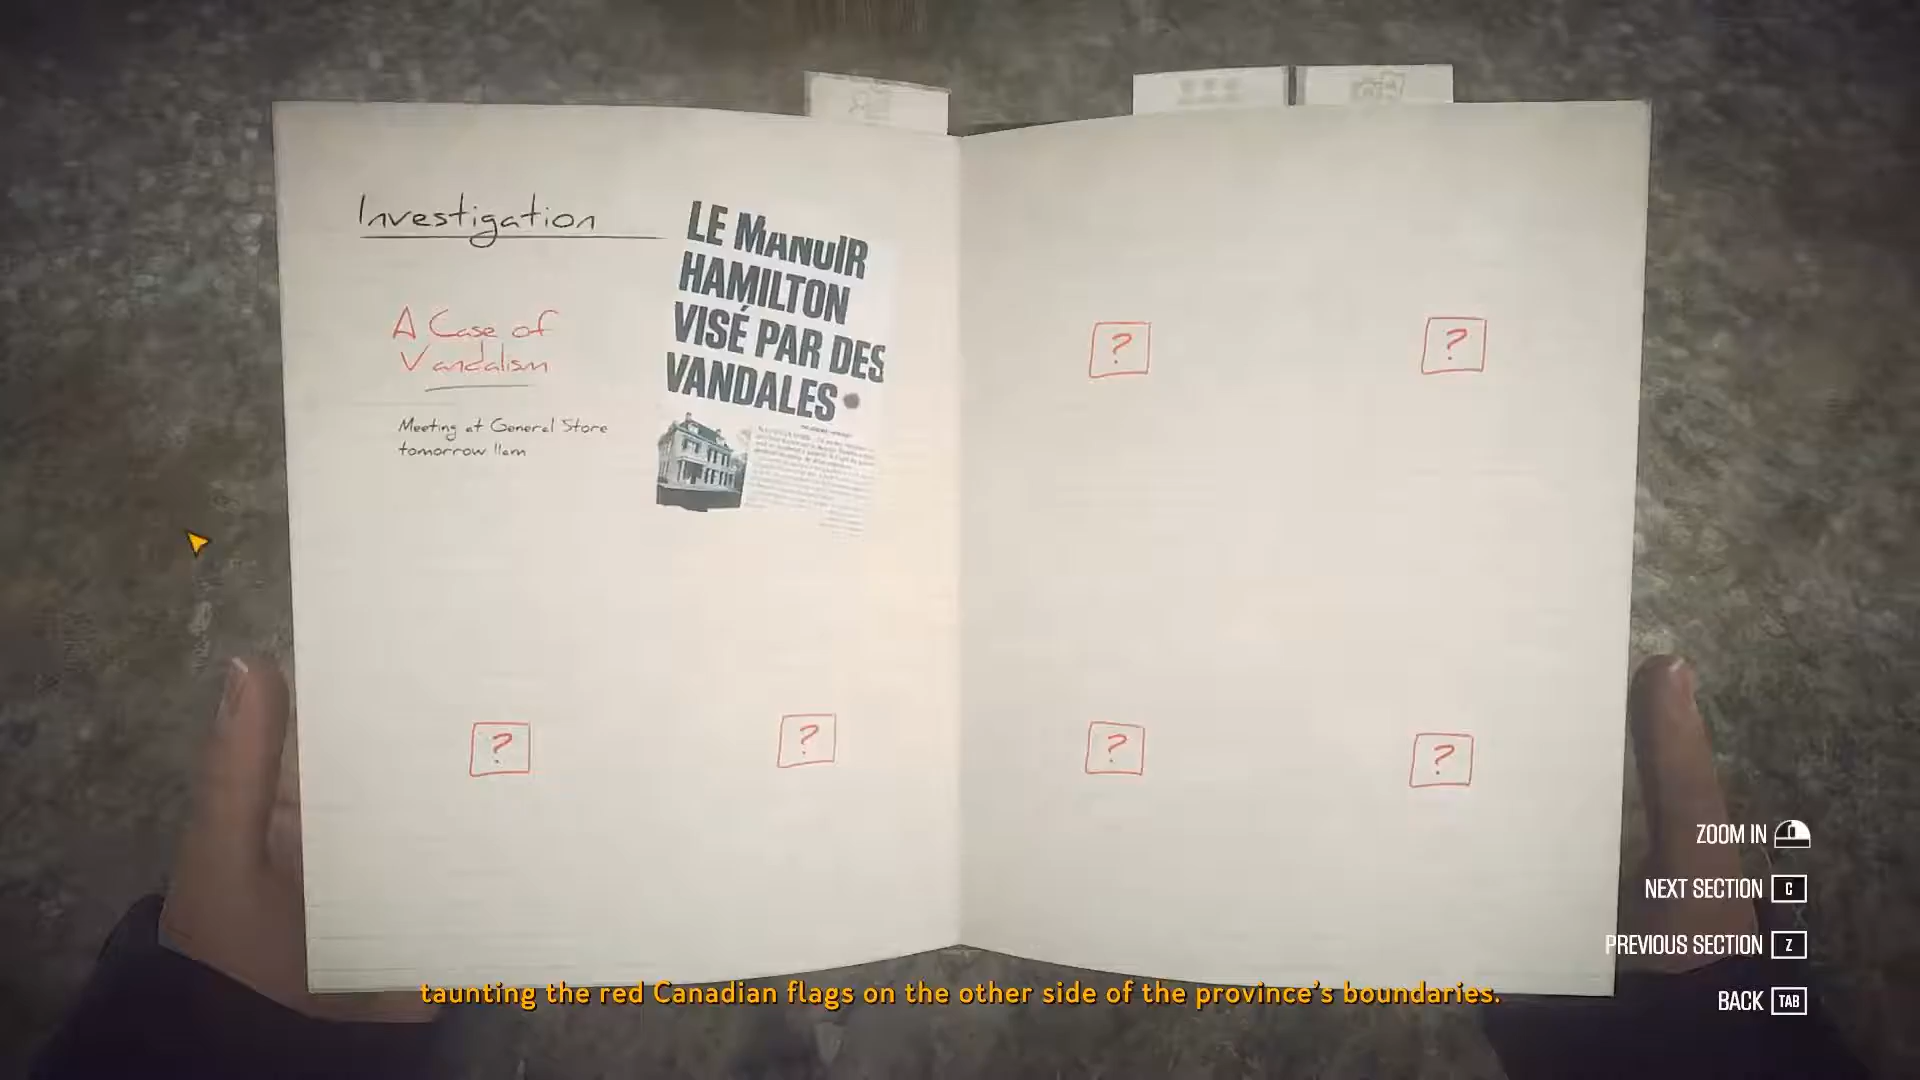 Investigation
A Case of
Vandalism
Meeting at General Store
tomorrow 11am
LE MANOIR
HAMILTON
VISÉ PAR DES
VANDALES
?
?
?
?
?
?
ZOOM IN
NEXT SECTION C
PREVIOUS SECTION Z
BACK TAB
taunting the red Canadian flags on the other side of the province's boundaries.